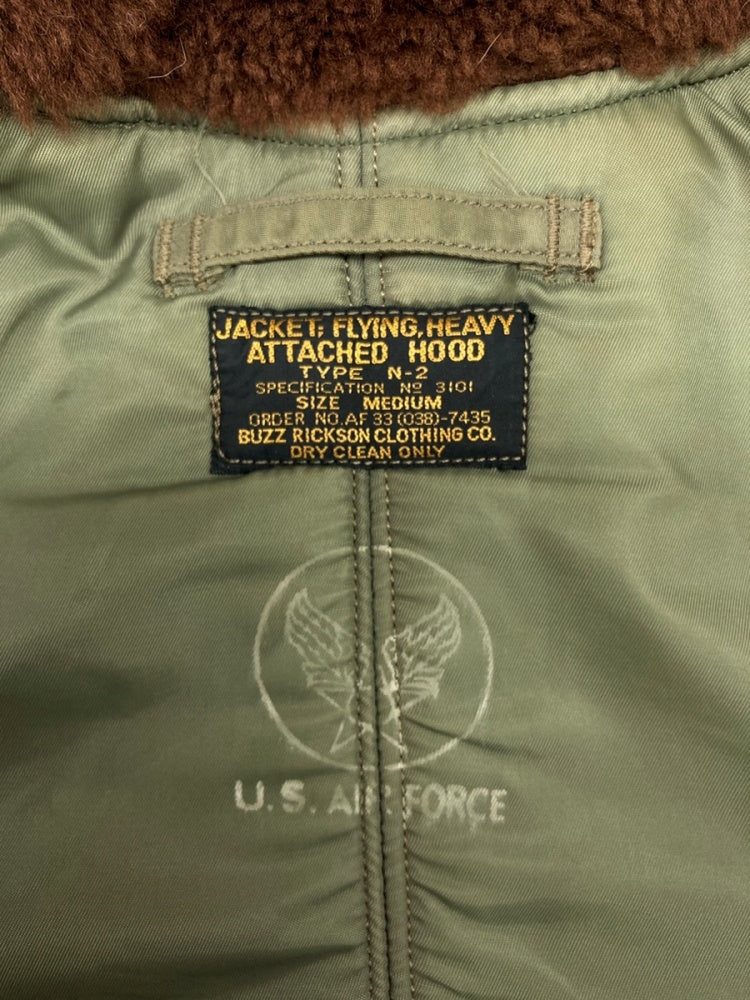 JACKET, FLYING, HEAVY
ATTACHED HOOD
TYPE N-2
SPECIFICATION Nº 3101
SIZE MEDIUM
ORDER NO. AF 33 (038)-7435
BUZZ RICKSON CLOTHING CO.
DRY CLEAN ONLY
U.S. AIR FORCE